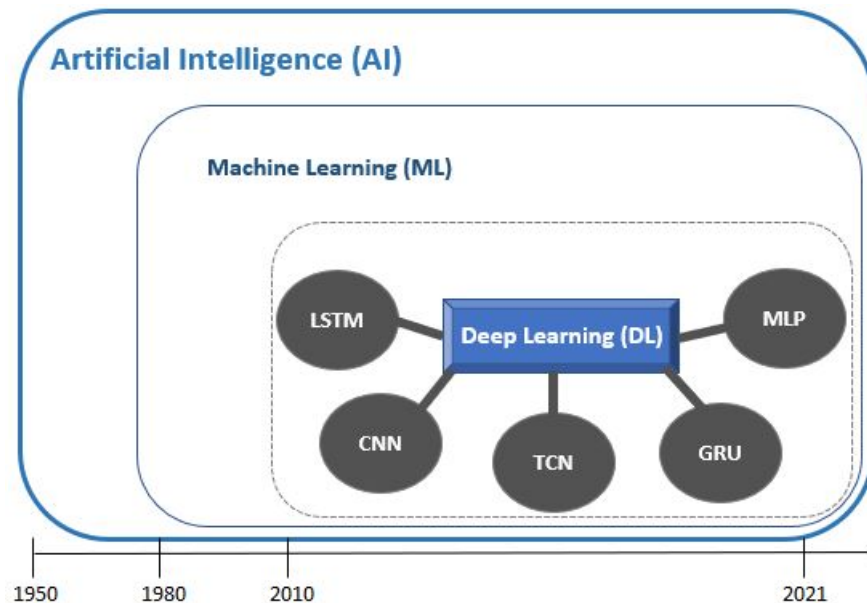 Artificial Intelligence (AI)
Machine Learning (ML)
LSTM
Deep Learning (DL)
MLP
CNN
TCN
GRU
1950
1980
2010
2021